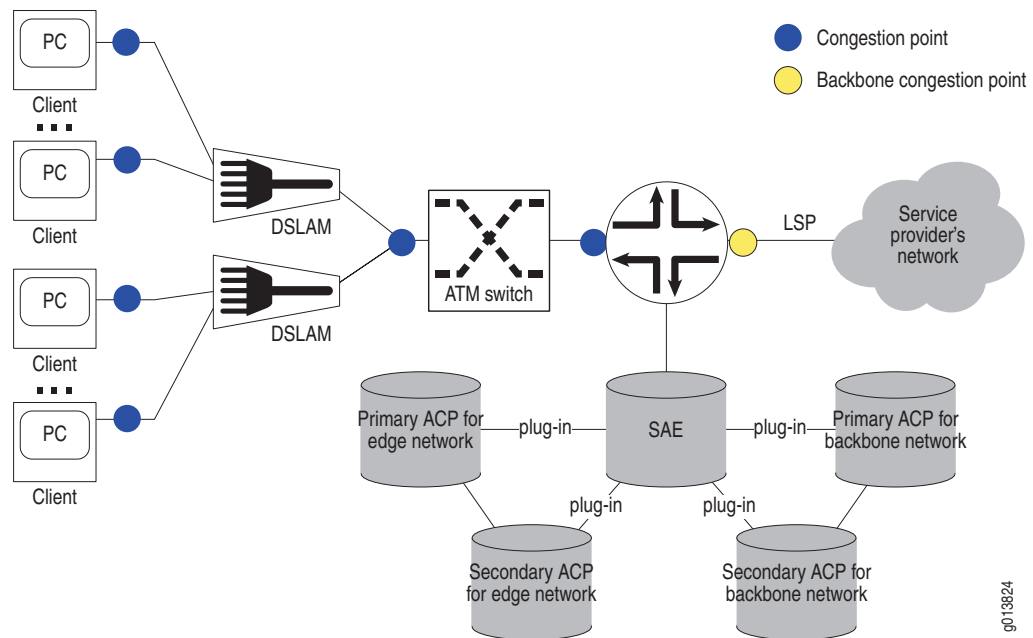 PC
Client
PC
Client
PC
Client
PC
Client
DSLAM
DSLAM
ATM switch
Congestion point
Backbone congestion point
LSP
Service
provider's
network
Primary ACP for
edge network
plug-in
SAE
plug-in
Primary ACP for
backbone network
plug-in
plug-in
Secondary ACP
for edge network
Secondary ACP for
backbone network
g013824